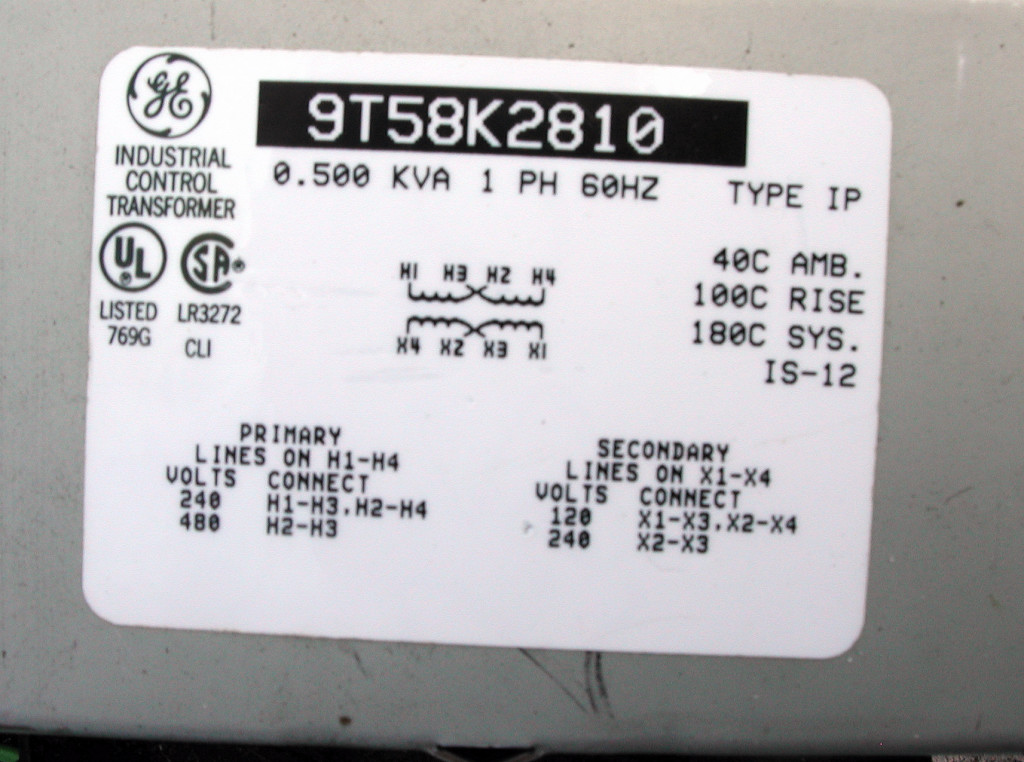 GE
9T58K2810
INDUSTRIAL
CONTROL
TRANSFORMER
0.500 KVA 1 PH 60HZ
TYPE IP
UL
SA
LISTED
769G
LR3272
CLI
H1 H3 H2 H4
X4 X2 X3 X1
40C AMB.
100C RISE
180C SYS.
IS-12
PRIMARY
LINES ON H1-H4
VOLTS CONNECT
240 H1-H3,H2-H4
480 H2-H3
SECONDARY
LINES ON X1-X4
VOLTS CONNECT
120 X1-X3,X2-X4
240 X2-X3